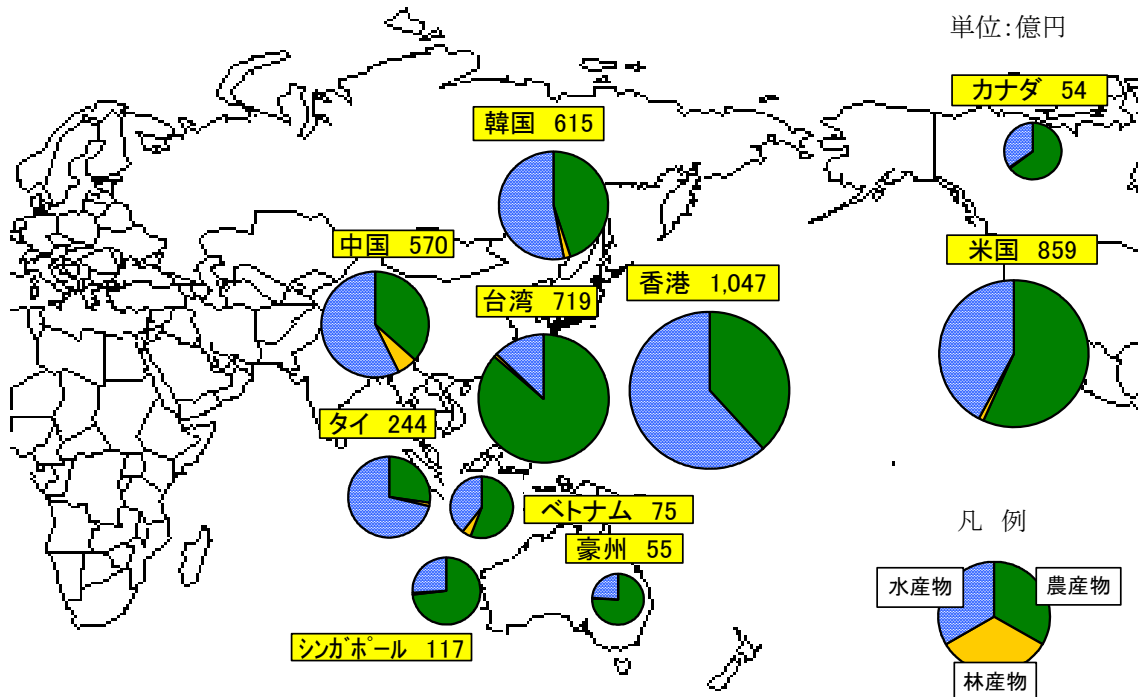 単位：億円
カナダ 54
韓国 615
中国 570
米国 859
香港 1,047
台湾 719
タイ 244
ベトナム 75
豪州 55
シンガポール 117
凡 例
水産物
農産物
林産物